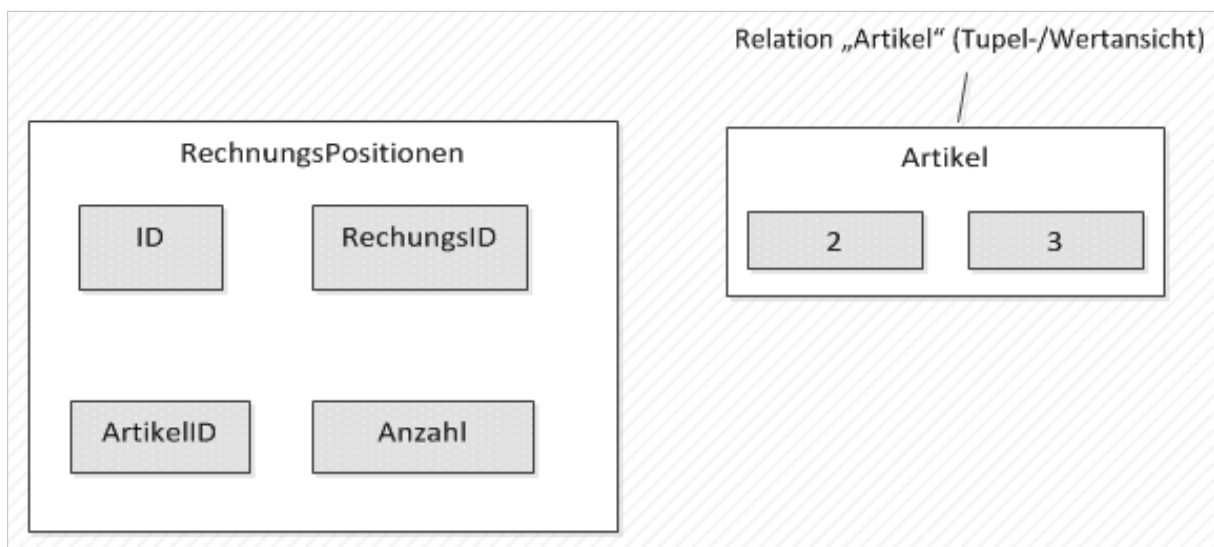 Relation „Artikel“ (Tupel-/Wertansicht)
RechnungsPositionen
ID
RechungsID
ArtikelID
Anzahl
Artikel
2
3